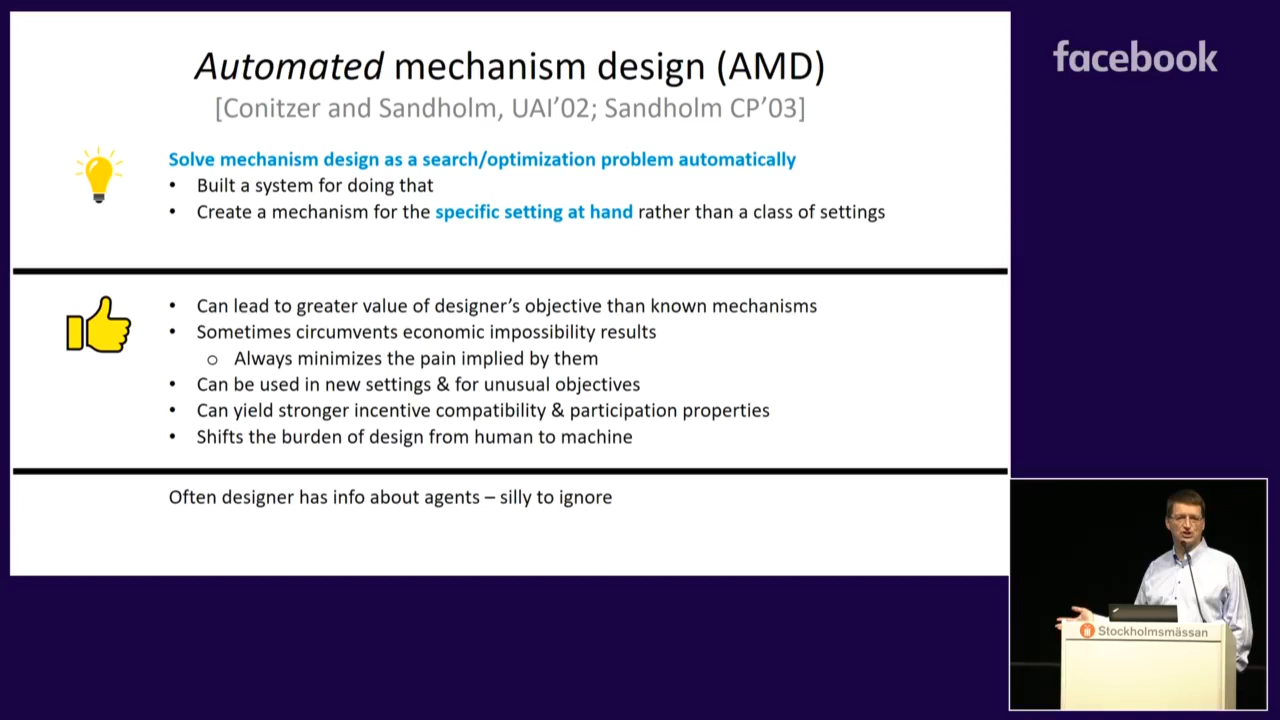 Automated mechanism design (AMD)
[Conitzer and Sandholm, UAI'02; Sandholm CP'03]
Solve mechanism design as a search/optimization problem automatically
• Built a system for doing that
• Create a mechanism for the specific setting at hand rather than a class of settings
• Can lead to greater value of designer's objective than known mechanisms
• Sometimes circumvents economic impossibility results
o Always minimizes the pain implied by them
• Can be used in new settings & for unusual objectives
• Can yield stronger incentive compatibility & participation properties
• Shifts the burden of design from human to machine
Often designer has info about agents – silly to ignore
facebook
Stockholmsmässan